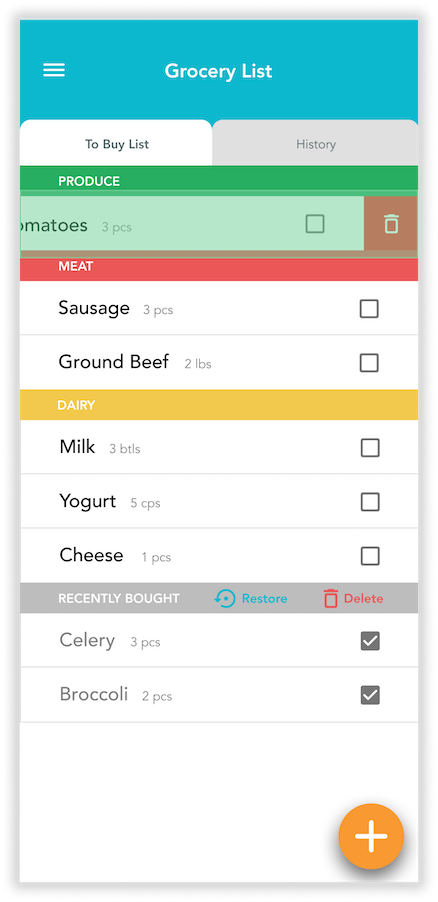 Grocery List
To Buy List History
PRODUCE
omatoes 3 pcs
MEAT
Sausage 3 pcs
Ground Beef 2 lbs
DAIRY
Milk 3 btls
Yogurt 5 cps
Cheese 1 pcs
RECENTLY BOUGHT Restore Delete
Celery 3 pcs
Broccoli 2 pcs